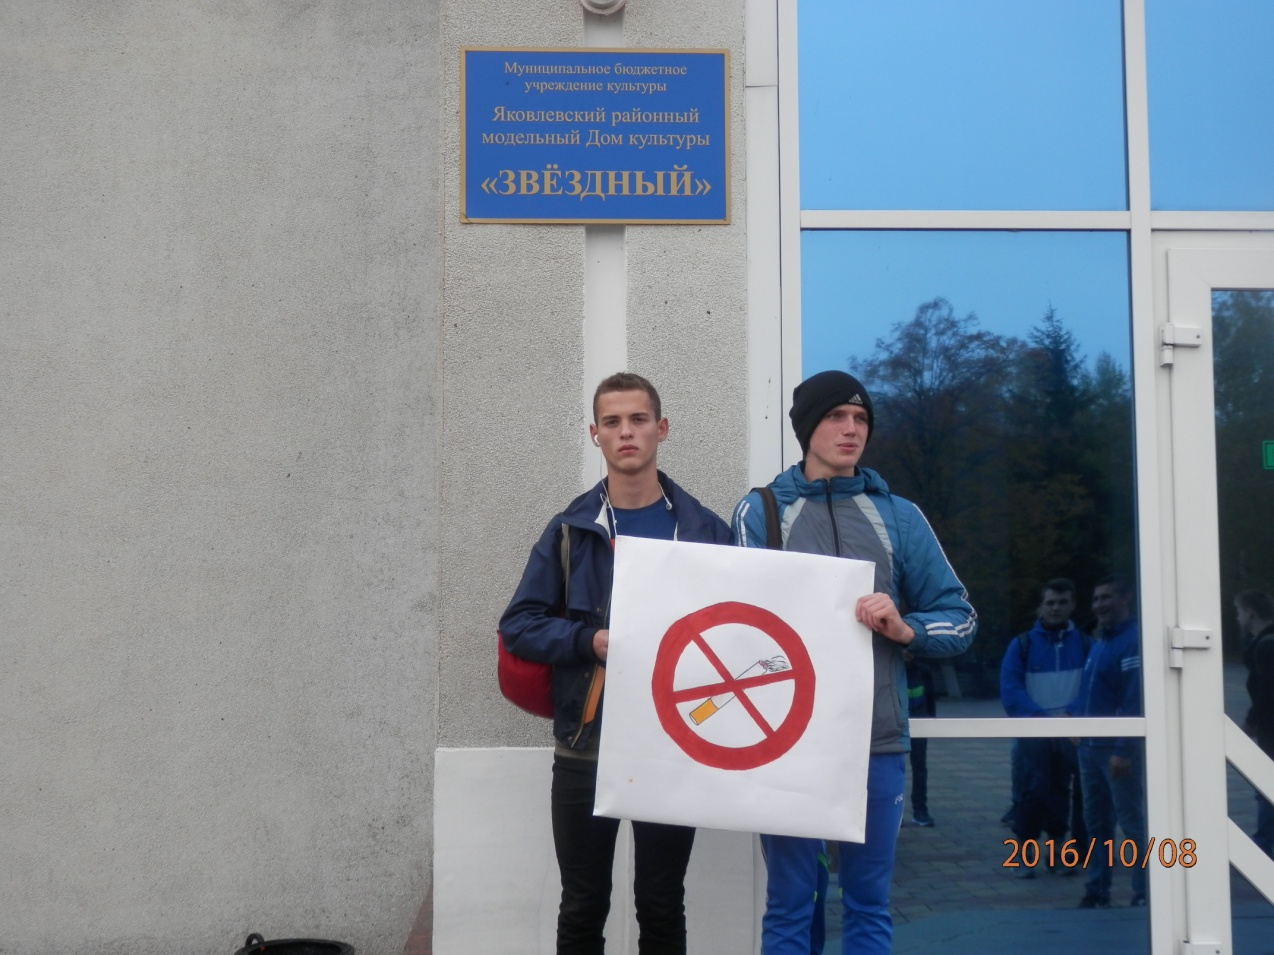 Муниципальное бюджетное
учреждение культуры
Яковлевский районный
модельный Дом культуры
«ЗВЁЗДНЫЙ»
2016/10/08